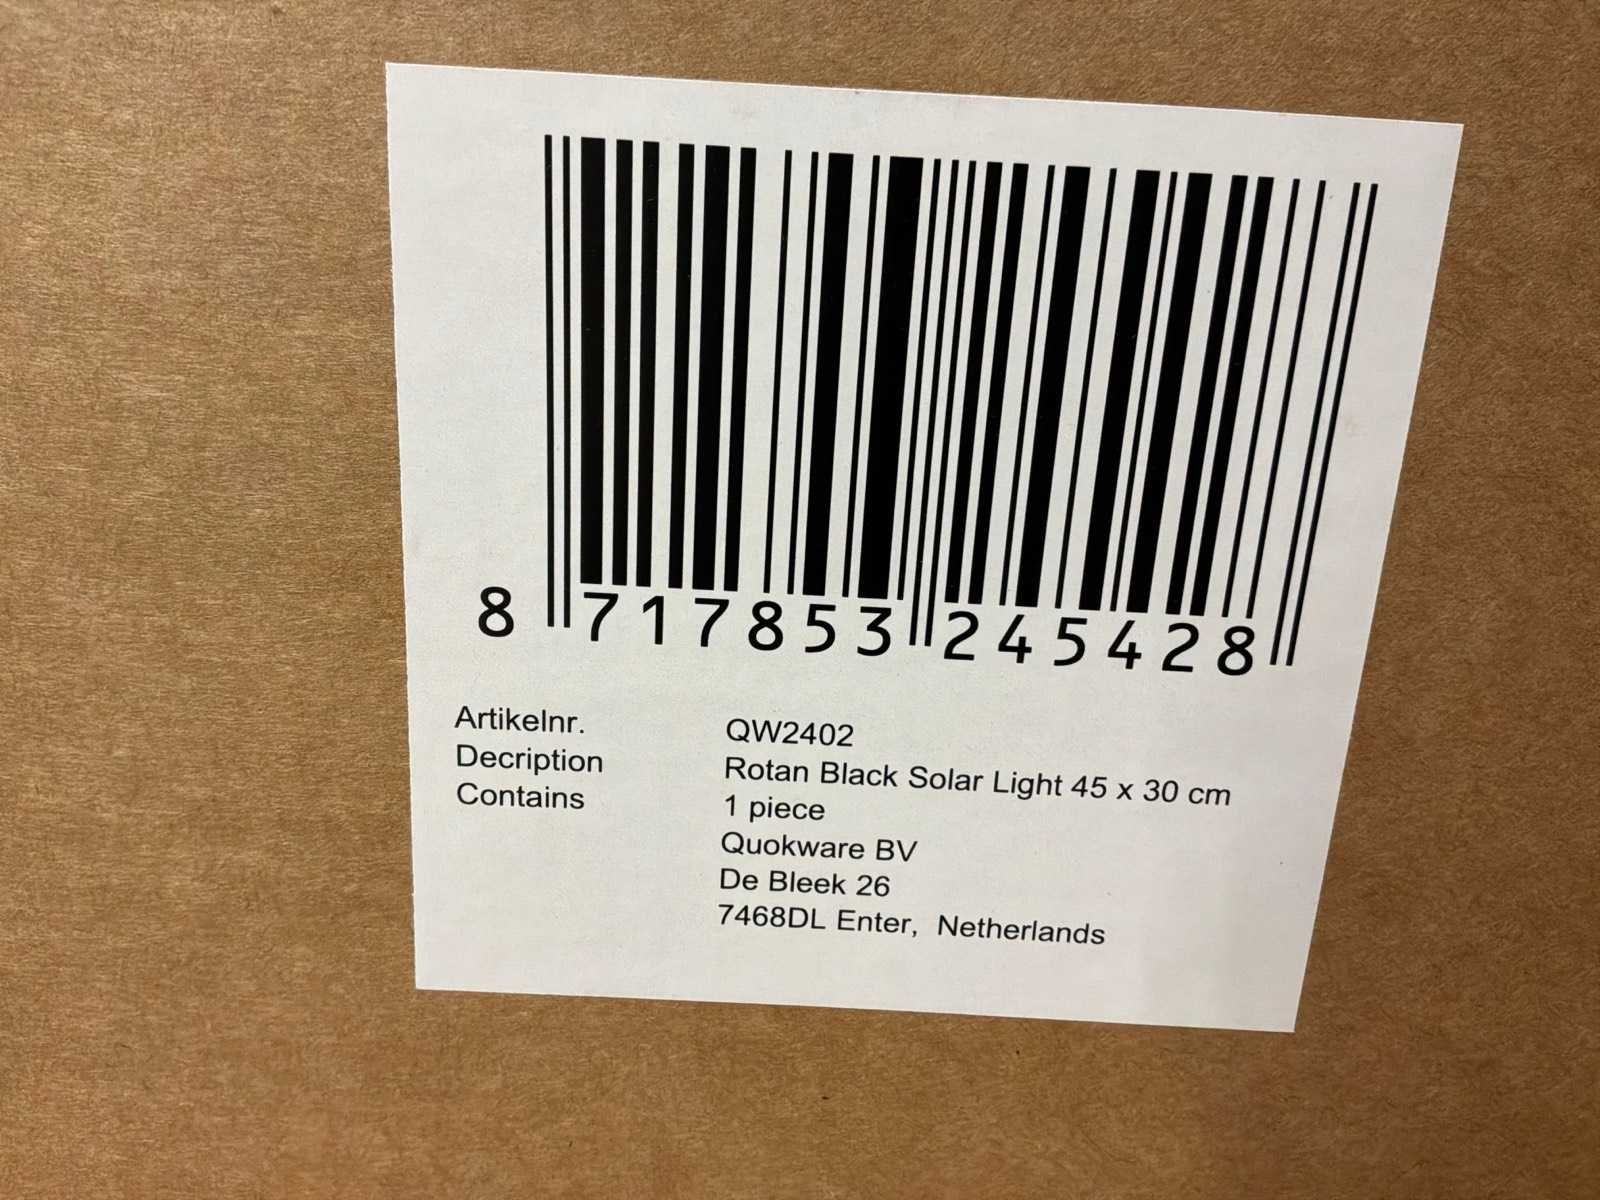 8 717853 245428
Artikelnr. QW2402
Decription Rotan Black Solar Light 45 x 30 cm
Contains 1 piece
Quokware BV
De Bleek 26
7468DL Enter, Netherlands